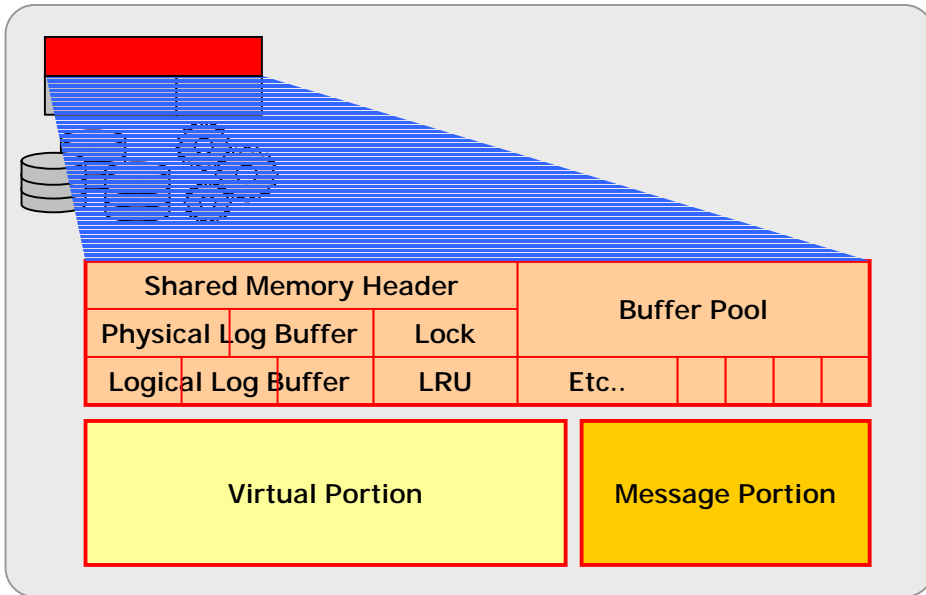 Shared Memory Header
Buffer Pool
Physical Log Buffer
Lock
Logical Log Buffer
LRU
Etc..
Virtual Portion
Message Portion